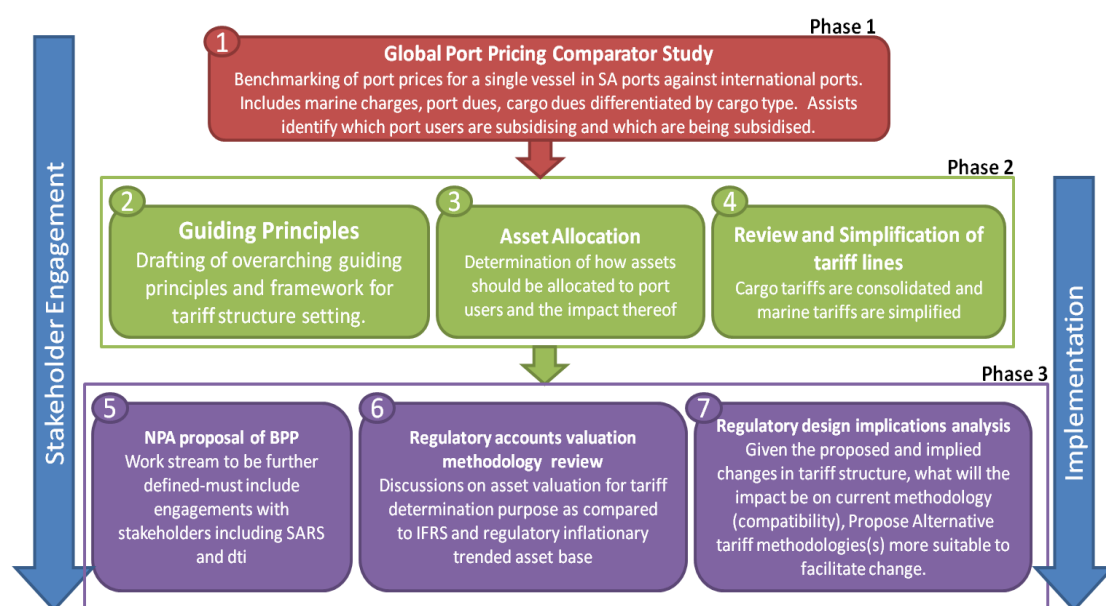 Phase 1
1
Global Port Pricing Comparator Study
Benchmarking of port prices for a single vessel in SA ports against international ports.
Includes marine charges, port dues, cargo dues differentiated by cargo type.  Assists
identify which port users are subsidising and which are being subsidised.
Stakeholder Engagement
Phase 2
2
Guiding Principles
Drafting of overarching guiding
principles and framework for
tariff structure setting.
3
Asset Allocation
Determination of how assets
should be allocated to port
users and the impact thereof
4
Review and Simplification of
tariff lines
Cargo tariffs are consolidated and
marine tariffs are simplified
Implementation
Phase 3
5
NPA proposal of BPP
Work stream to be further
defined-must include
engagements with
stakeholders including SARS
and dti
6
Regulatory accounts valuation
methodology review
Discussions on asset valuation for tariff
determination purpose as compared
to IFRS and regulatory inflationary
trended asset base
7
Regulatory design implications analysis
Given the proposed and implied
changes in tariff structure, what will the
impact be on current methodology
(compatibility), Propose Alternative
tariff methodologies(s) more suitable to
facilitate change.